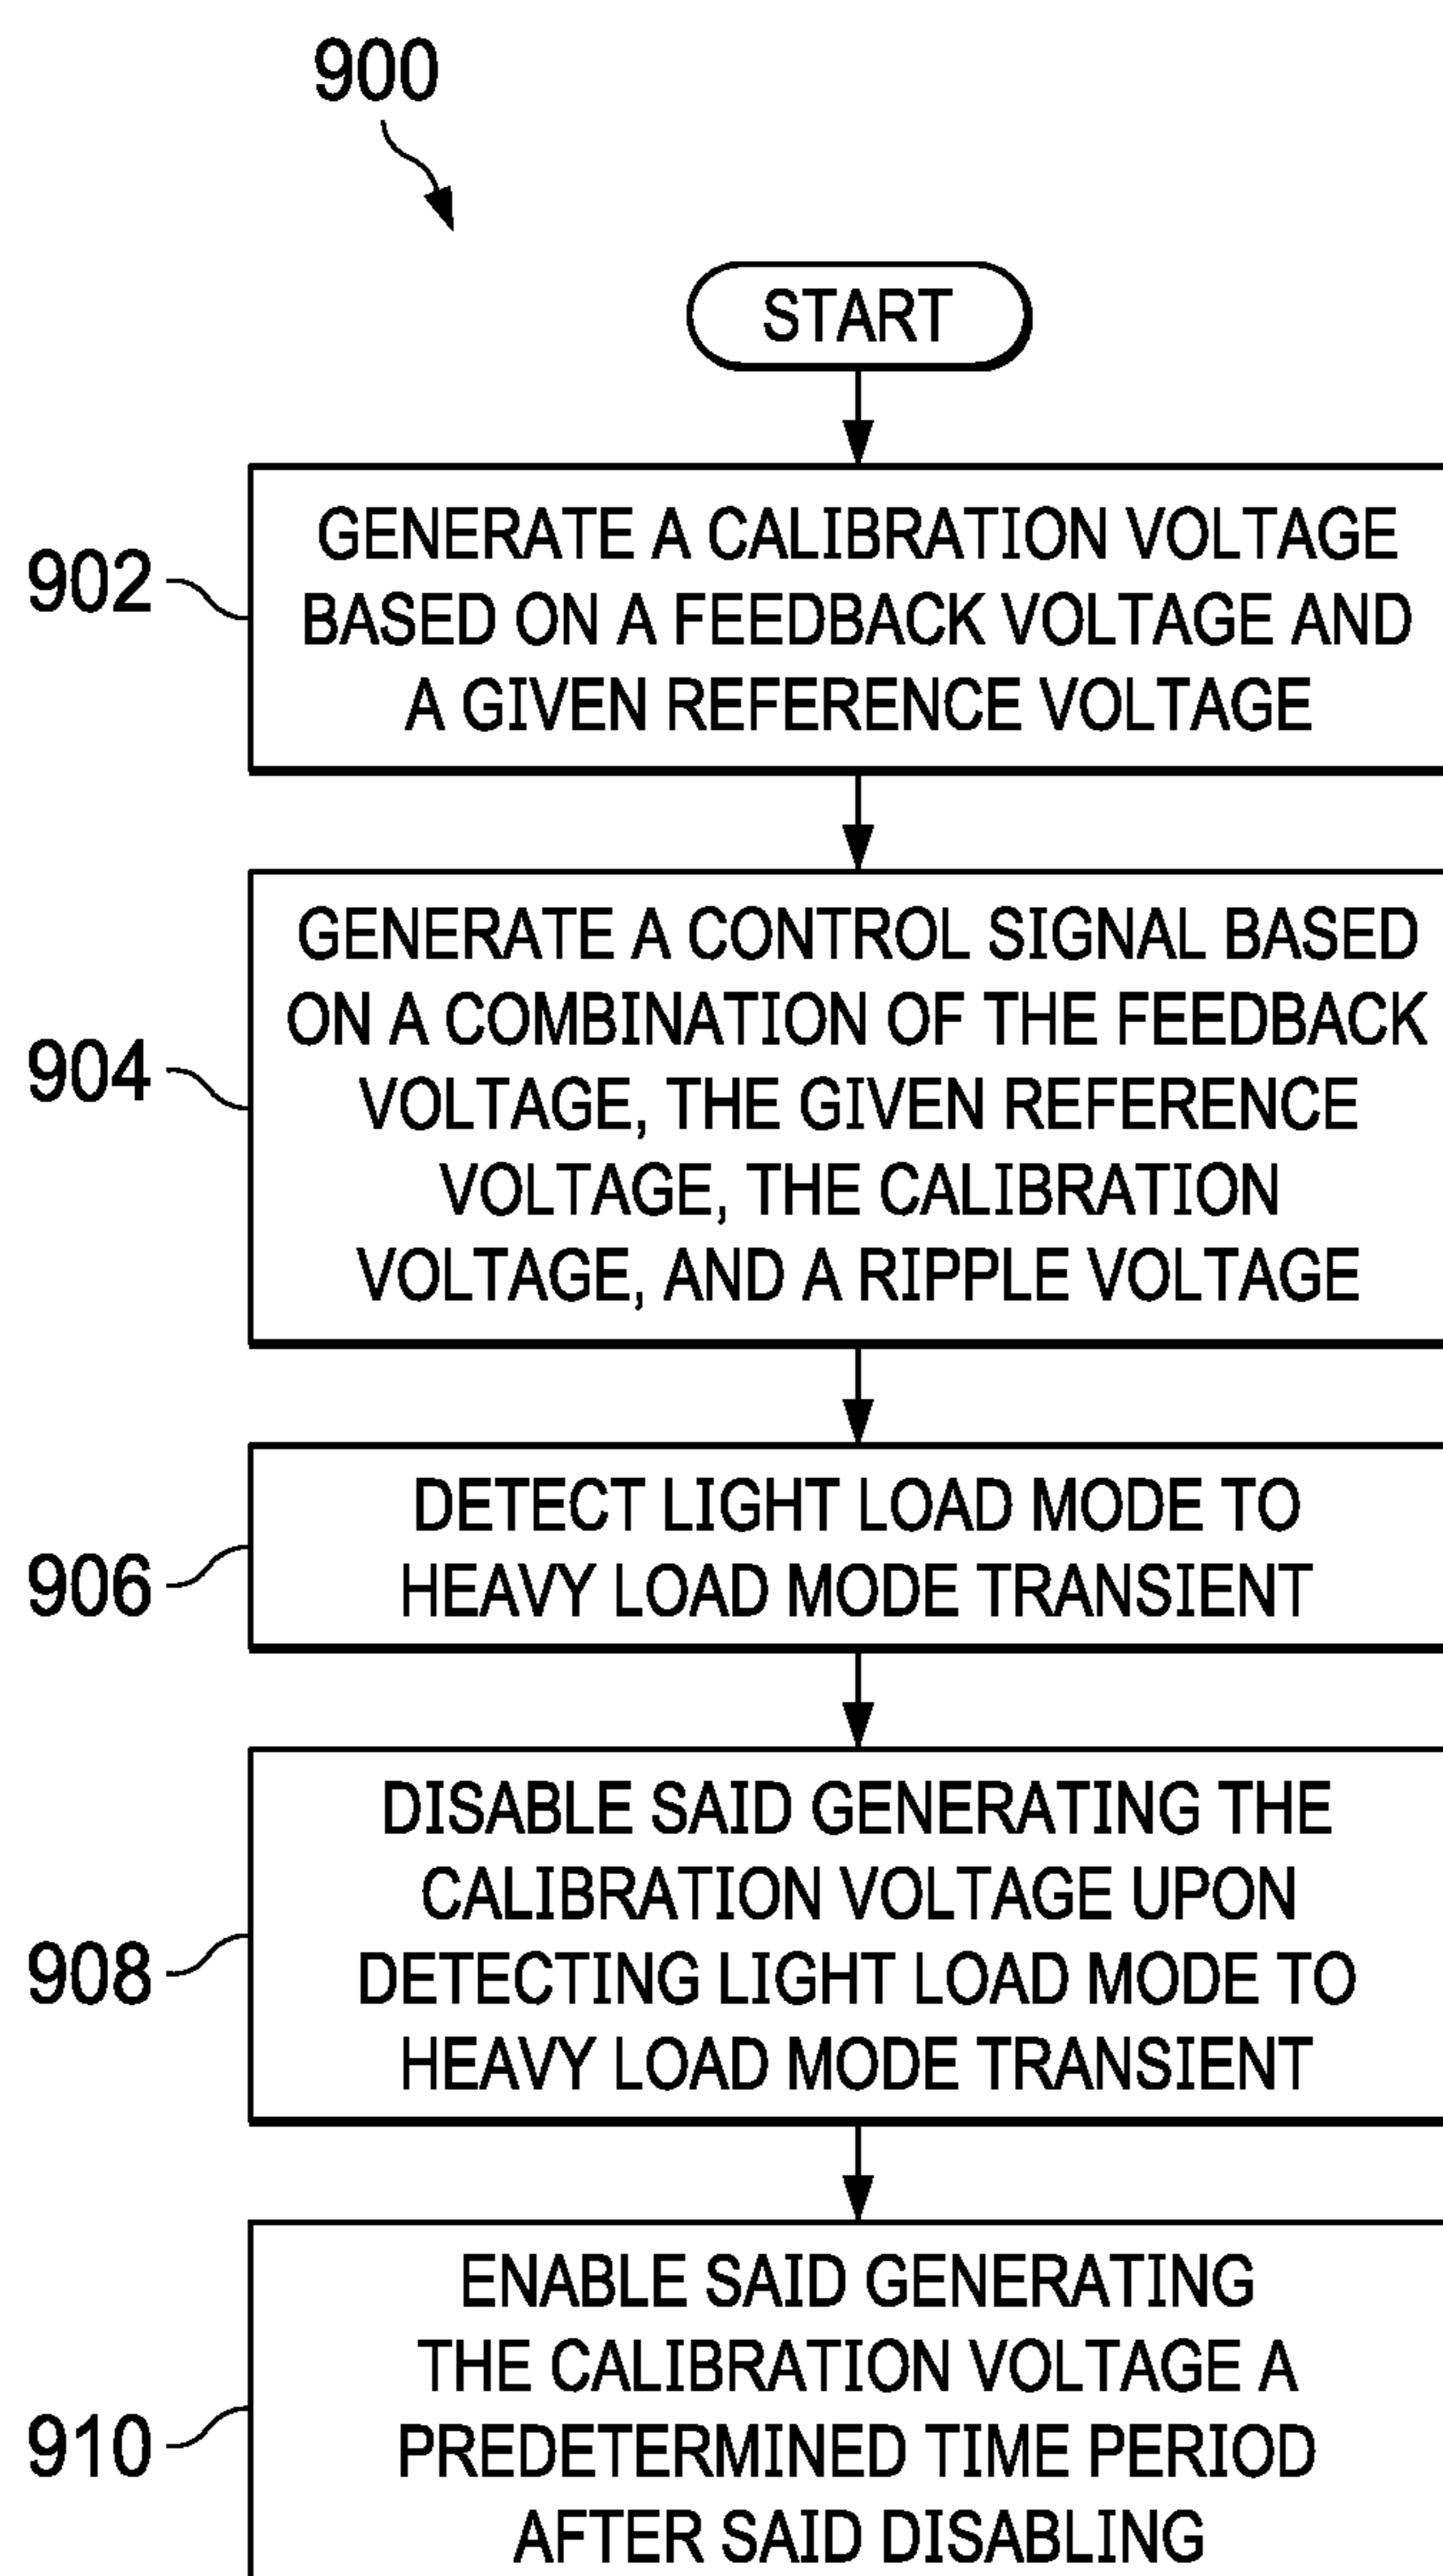 900
START
902
GENERATE A CALIBRATION VOLTAGE
BASED ON A FEEDBACK VOLTAGE AND
A GIVEN REFERENCE VOLTAGE
904
GENERATE A CONTROL SIGNAL BASED
ON A COMBINATION OF THE FEEDBACK
VOLTAGE, THE GIVEN REFERENCE
VOLTAGE, THE CALIBRATION
VOLTAGE, AND A RIPPLE VOLTAGE
906
DETECT LIGHT LOAD MODE TO
HEAVY LOAD MODE TRANSIENT
908
DISABLE SAID GENERATING THE
CALIBRATION VOLTAGE UPON
DETECTING LIGHT LOAD MODE TO
HEAVY LOAD MODE TRANSIENT
910
ENABLE SAID GENERATING
THE CALIBRATION VOLTAGE A
PREDETERMINED TIME PERIOD
AFTER SAID DISABLING